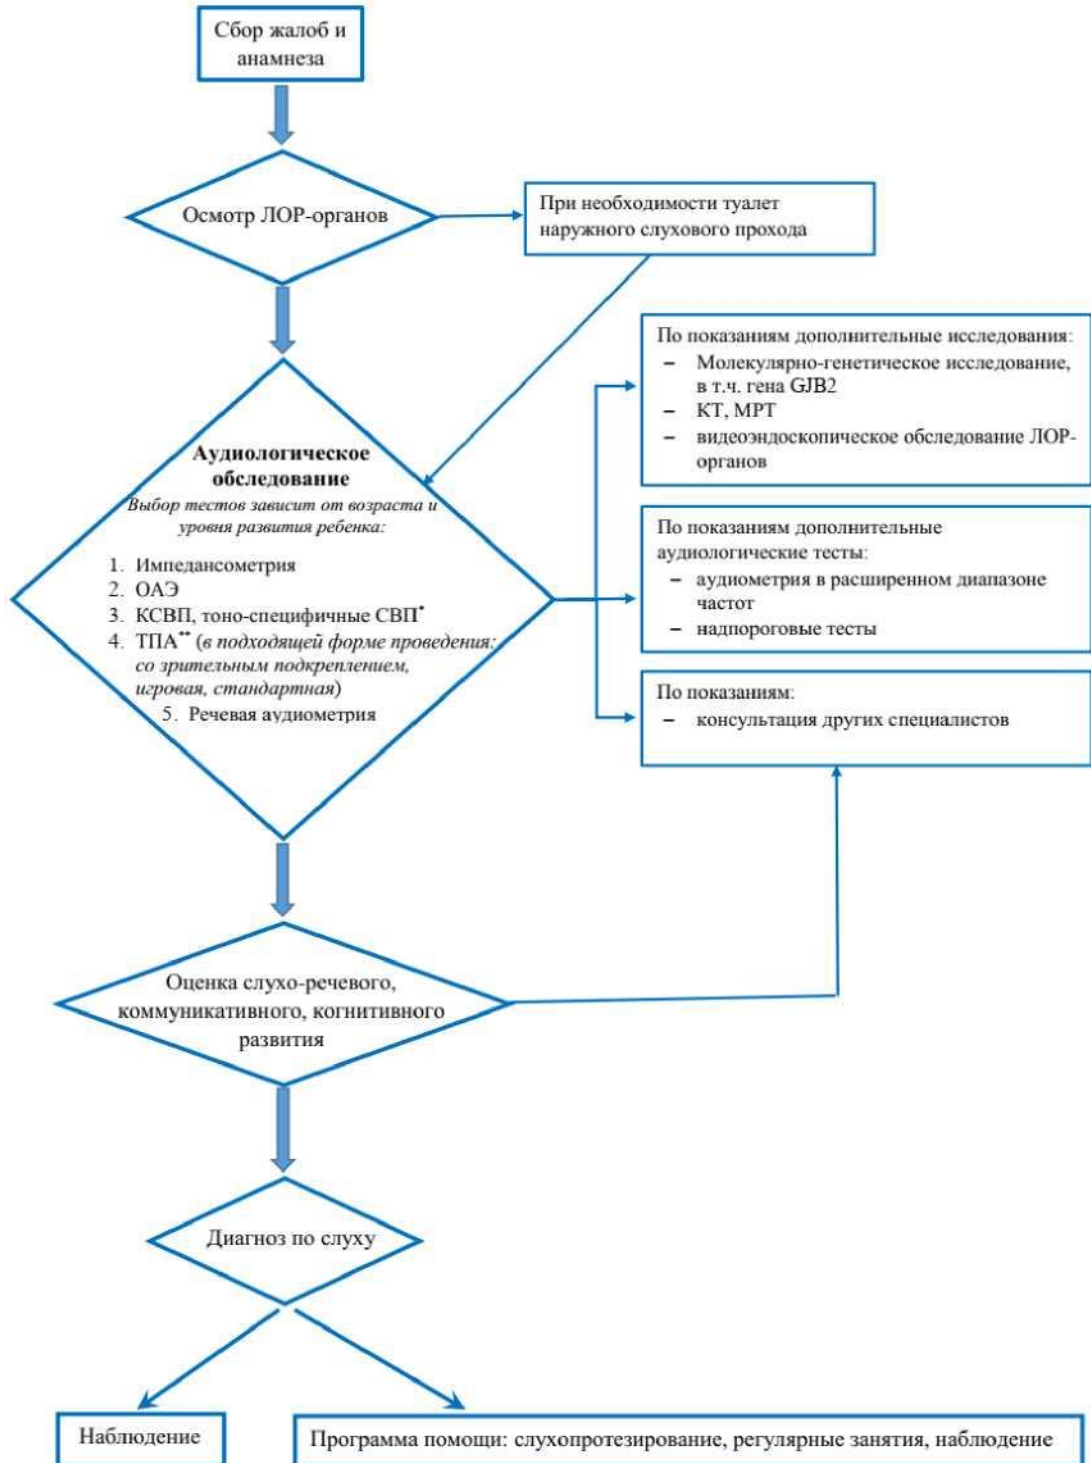 Сбор жалоб и
анамнеза
Осмотр ЛОР-органов
При необходимости туалет
наружного слухового прохода
Аудиологическое
обследование
Выбор тестов зависит от возраста и
уровня развития ребенка:
1. Импедансометрия
2. ОАЭ
3. КСВП, тоно-специфичные СВП*
4. ТПА** (в подходящей форме проведения:
со зрительным подкреплением,
игровая, стандартная)
5. Речевая аудиометрия
По показаниям дополнительные исследования:
– Молекулярно-генетическое исследование,
в т.ч. гена GJB2
– КТ, МРТ
– видеоэндоскопическое обследование ЛОР-
органов
По показаниям дополнительные
аудиологические тесты:
– аудиометрия в расширенном диапазоне
частот
– надпороговые тесты
По показаниям:
– консультация других специалистов
Оценка слухо-речевого,
коммуникативного, когнитивного
развития
Диагноз по слуху
Наблюдение
Программа помощи: слухопротезирование, регулярные занятия, наблюдение